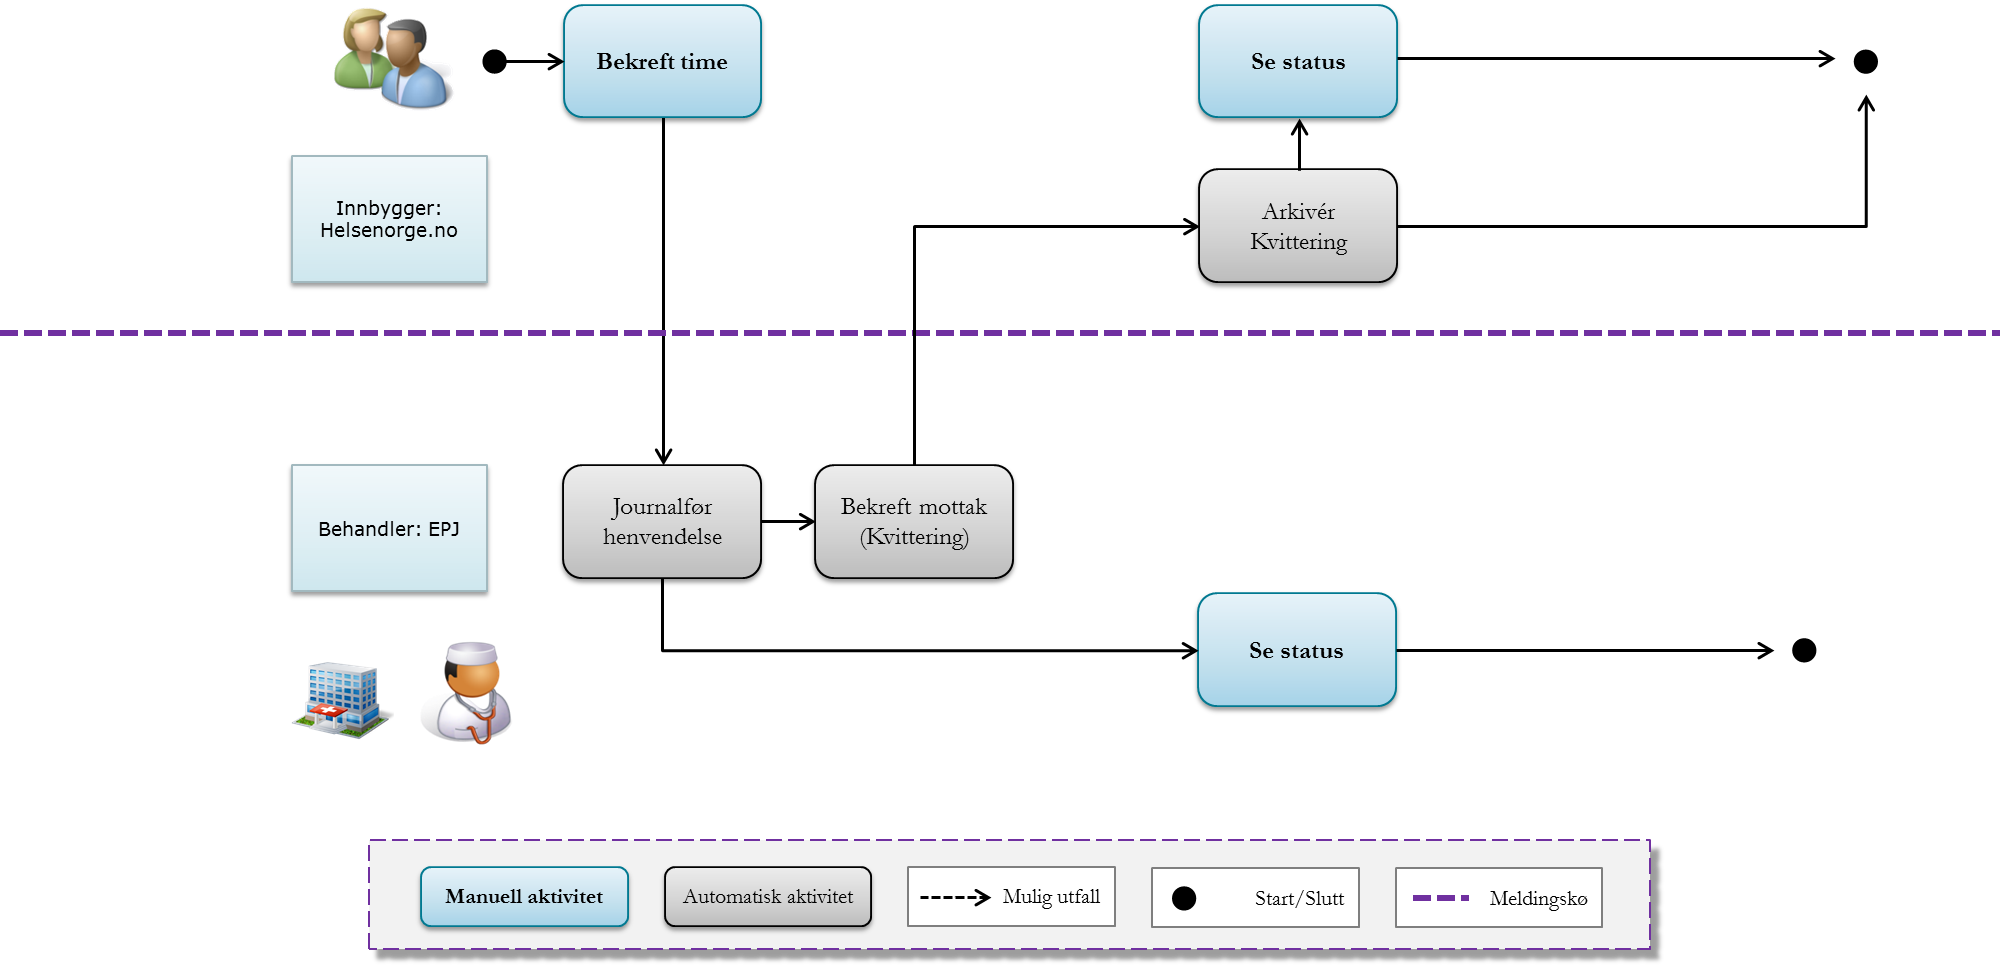 Bekreft time
Se status
Innbygger:
Helsenorge.no
Arkivér
Kvittering
Behandler: EPJ
Journalfør
henvendelse
Bekreft mottak
(Kvittering)
Se status
Manuell aktivitet
Automatisk aktivitet
Mulig utfall
Start/Slutt
Meldingskø